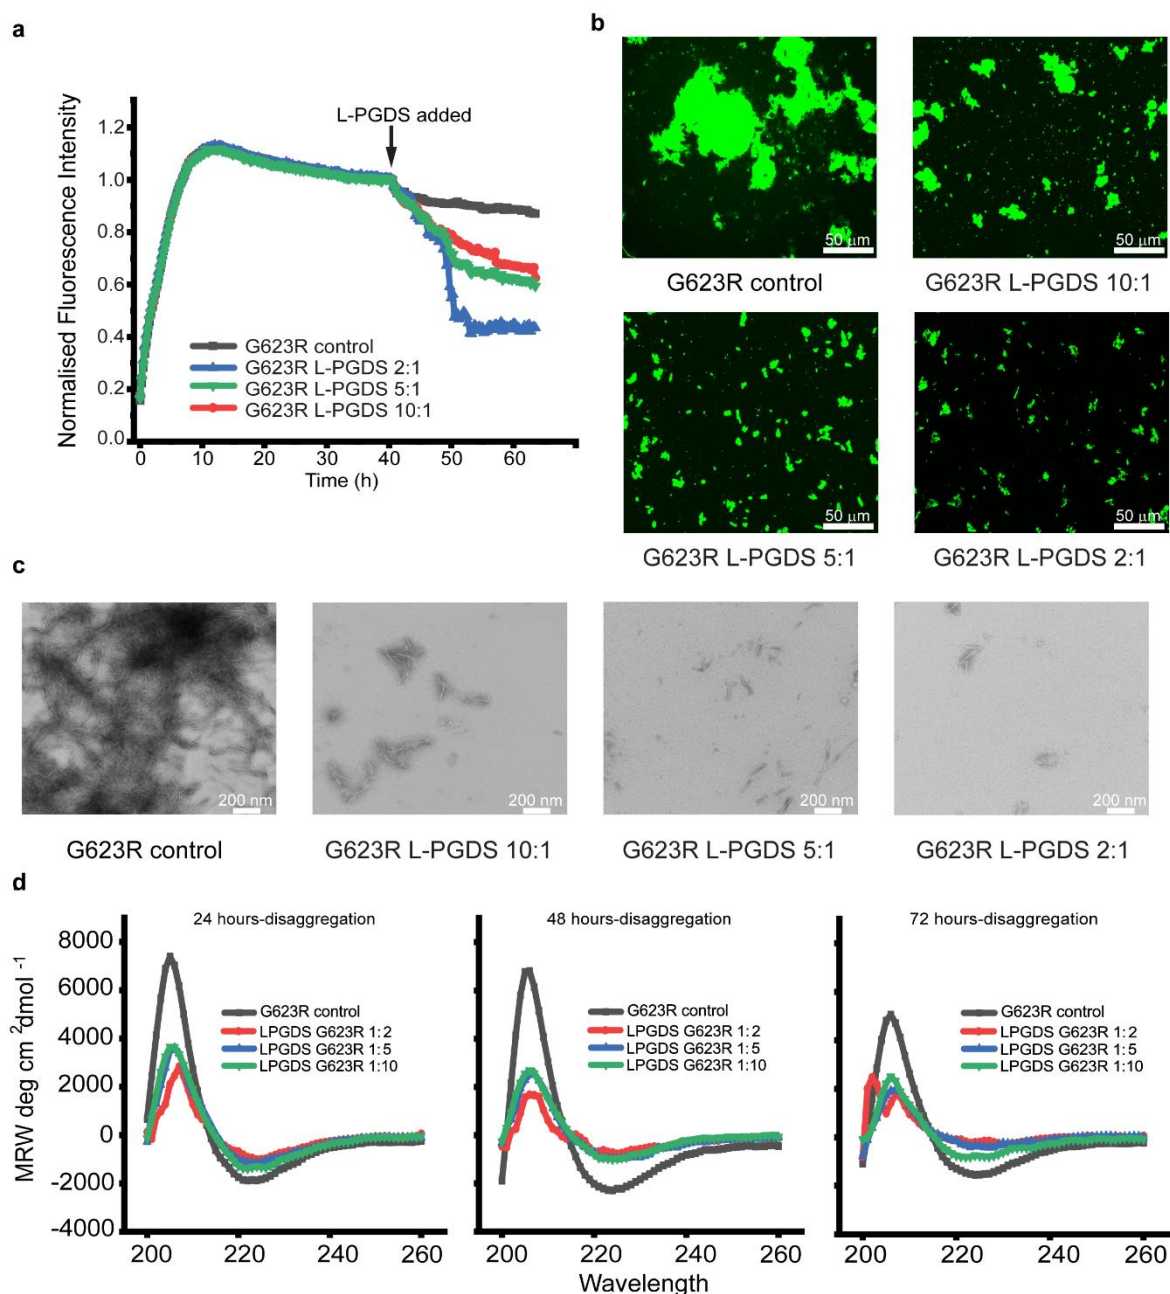 a
Normalised Fluorescence Intensity
1.2
1.0
0.8
0.6
0.4
0.2
0.0
L-PGDS added
G623R control
G623R L-PGDS 2:1
G623R L-PGDS 5:1
G623R L-PGDS 10:1
0 10 20 30 40 50 60
Time (h)
b
50 μm
50 μm
G623R control
G623R L-PGDS 10:1
50 μm
50 μm
G623R L-PGDS 5:1
G623R L-PGDS 2:1
c
200 nm
200 nm
200 nm
200 nm
G623R control
G623R L-PGDS 10:1
G623R L-PGDS 5:1
G623R L-PGDS 2:1
d
MRW deg cm ²dmol ⁻¹
8000
6000
4000
2000
0
-2000
-4000
24 hours-disaggregation
G623R control
LPGDS G623R 1:2
LPGDS G623R 1:5
LPGDS G623R 1:10
200 220 240 260
48 hours-disaggregation
G623R control
LPGDS G623R 1:2
LPGDS G623R 1:5
LPGDS G623R 1:10
200 220 240 260
72 hours-disaggregation
G623R control
LPGDS G623R 1:2
LPGDS G623R 1:5
LPGDS G623R 1:10
200 220 240 260
Wavelength